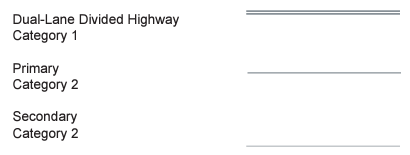 Dual-Lane Divided Highway
Category 1
Primary
Category 2
Secondary
Category 2